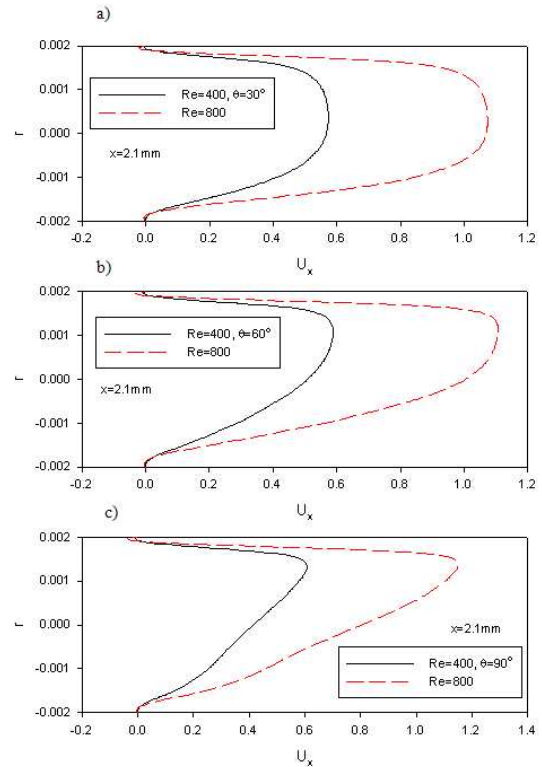 a)
0.002
0.001
0.000
-0.001
-0.002
r
Re=400, θ=30°
Re=800
x=2.1mm
-0.2 0.0 0.2 0.4 0.6 0.8 1.0 1.2
Ux
b)
0.002
0.001
0.000
-0.001
-0.002
r
Re=400, θ=60°
Re=800
x=2.1mm
-0.2 0.0 0.2 0.4 0.6 0.8 1.0 1.2
Ux
c)
0.002
0.001
0.000
-0.001
-0.002
r
x=2.1mm
Re=400, θ=90°
Re=800
-0.2 0.0 0.2 0.4 0.6 0.8 1.0 1.2 1.4
Ux